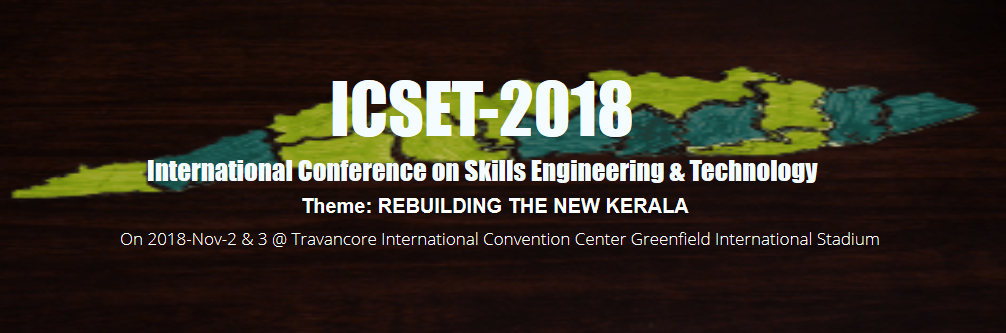 ICSET-2018
International Conference on Skills Engineering & Technology
Theme: REBUILDING THE NEW KERALA
On 2018-Nov-2 & 3 @ Travancore International Convention Center Greenfield International Stadium